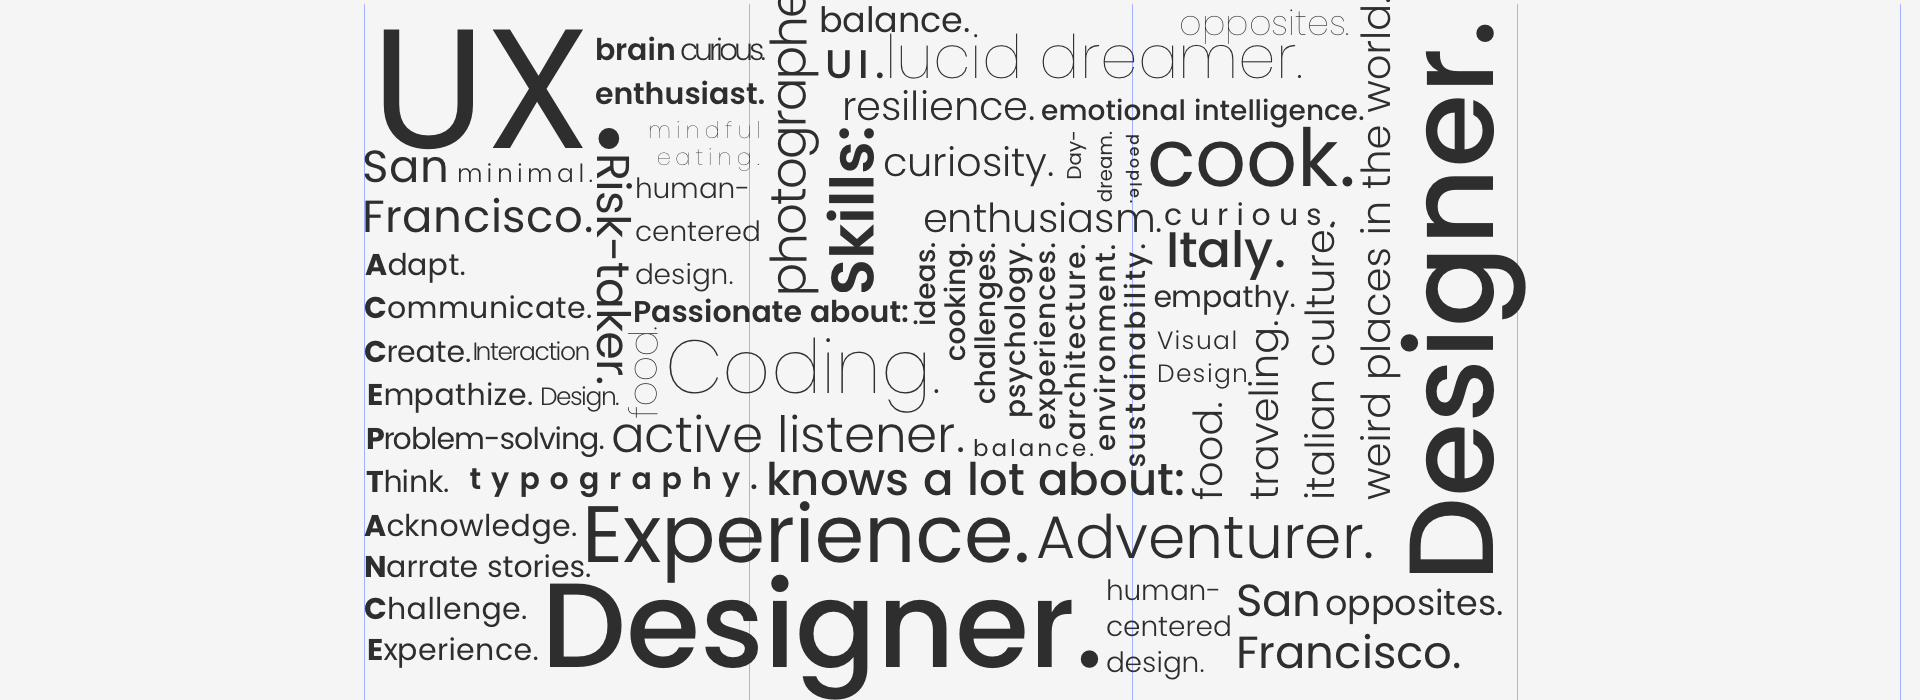 UX.
brain curious.
enthusiast.
mindful
eating.
San
Francisco.
minimal.
Risk-taker.
human-
centered
design.
photographe
balance.
opposites.
UI.
lucid dreamer.
resilience.
emotional intelligence.
skills:
curiosity.
Day-
dream.
people.
cook.
enthusiasm.
curious.
Italy.
empathy.
Visual
Design.
weird places in the world.
Designer.
Adapt.
Communicate.
Create.
Interaction
Design.
Empathize.
Problem-solving.
Think.
Acknowledge.
Narrate stories.
Challenge.
Experience.
Passionate about:
ideas.
cooking.
challenges.
psychology.
experiences.
architecture.
environment.
sustainability.
food.
Coding.
active listener.
balance.
typography.
knows a lot about:
food.
traveling.
italian culture.
Experience.
Adventurer.
Designer.
human-
centered
design.
San
Francisco.
opposites.